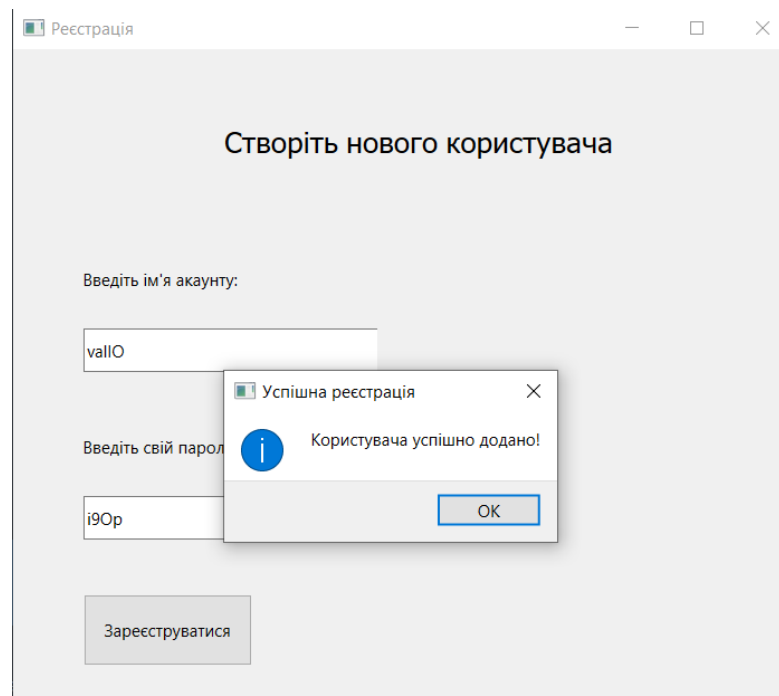 Реєстрація
Створіть нового користувача
Введіть ім'я акаунту:
vallO
Успішна реєстрація
Користувача успішно додано!
OK
Введіть свій парол
i9Op
Зареєструватися